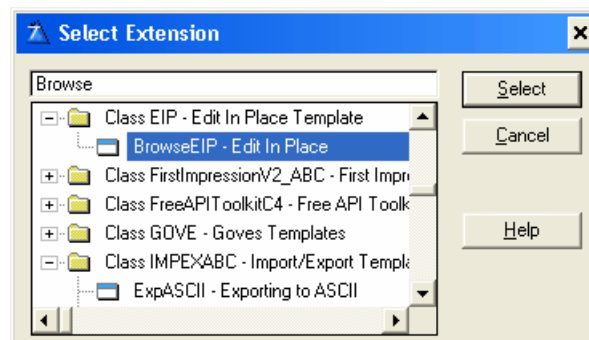 Select Extension
Browse
Class EIP - Edit In Place Template
BrowseEIP - Edit In Place
Class FirstImpressionV2_ABC - First Impre
Class FreeAPIToolkitC4 - Free API Toolk
Class GOVE - Goves Templates
Class IMPEXABC - Import/Export Templa
ExpASCII - Exporting to ASCII
Select
Cancel
Help